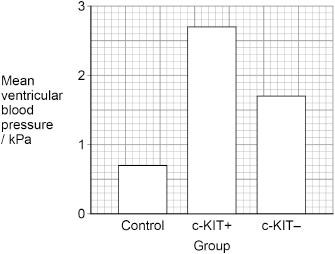 3
Mean
ventricular
blood
pressure
/ kPa
2
1
0
Control c-KIT+ c-KIT–
Group